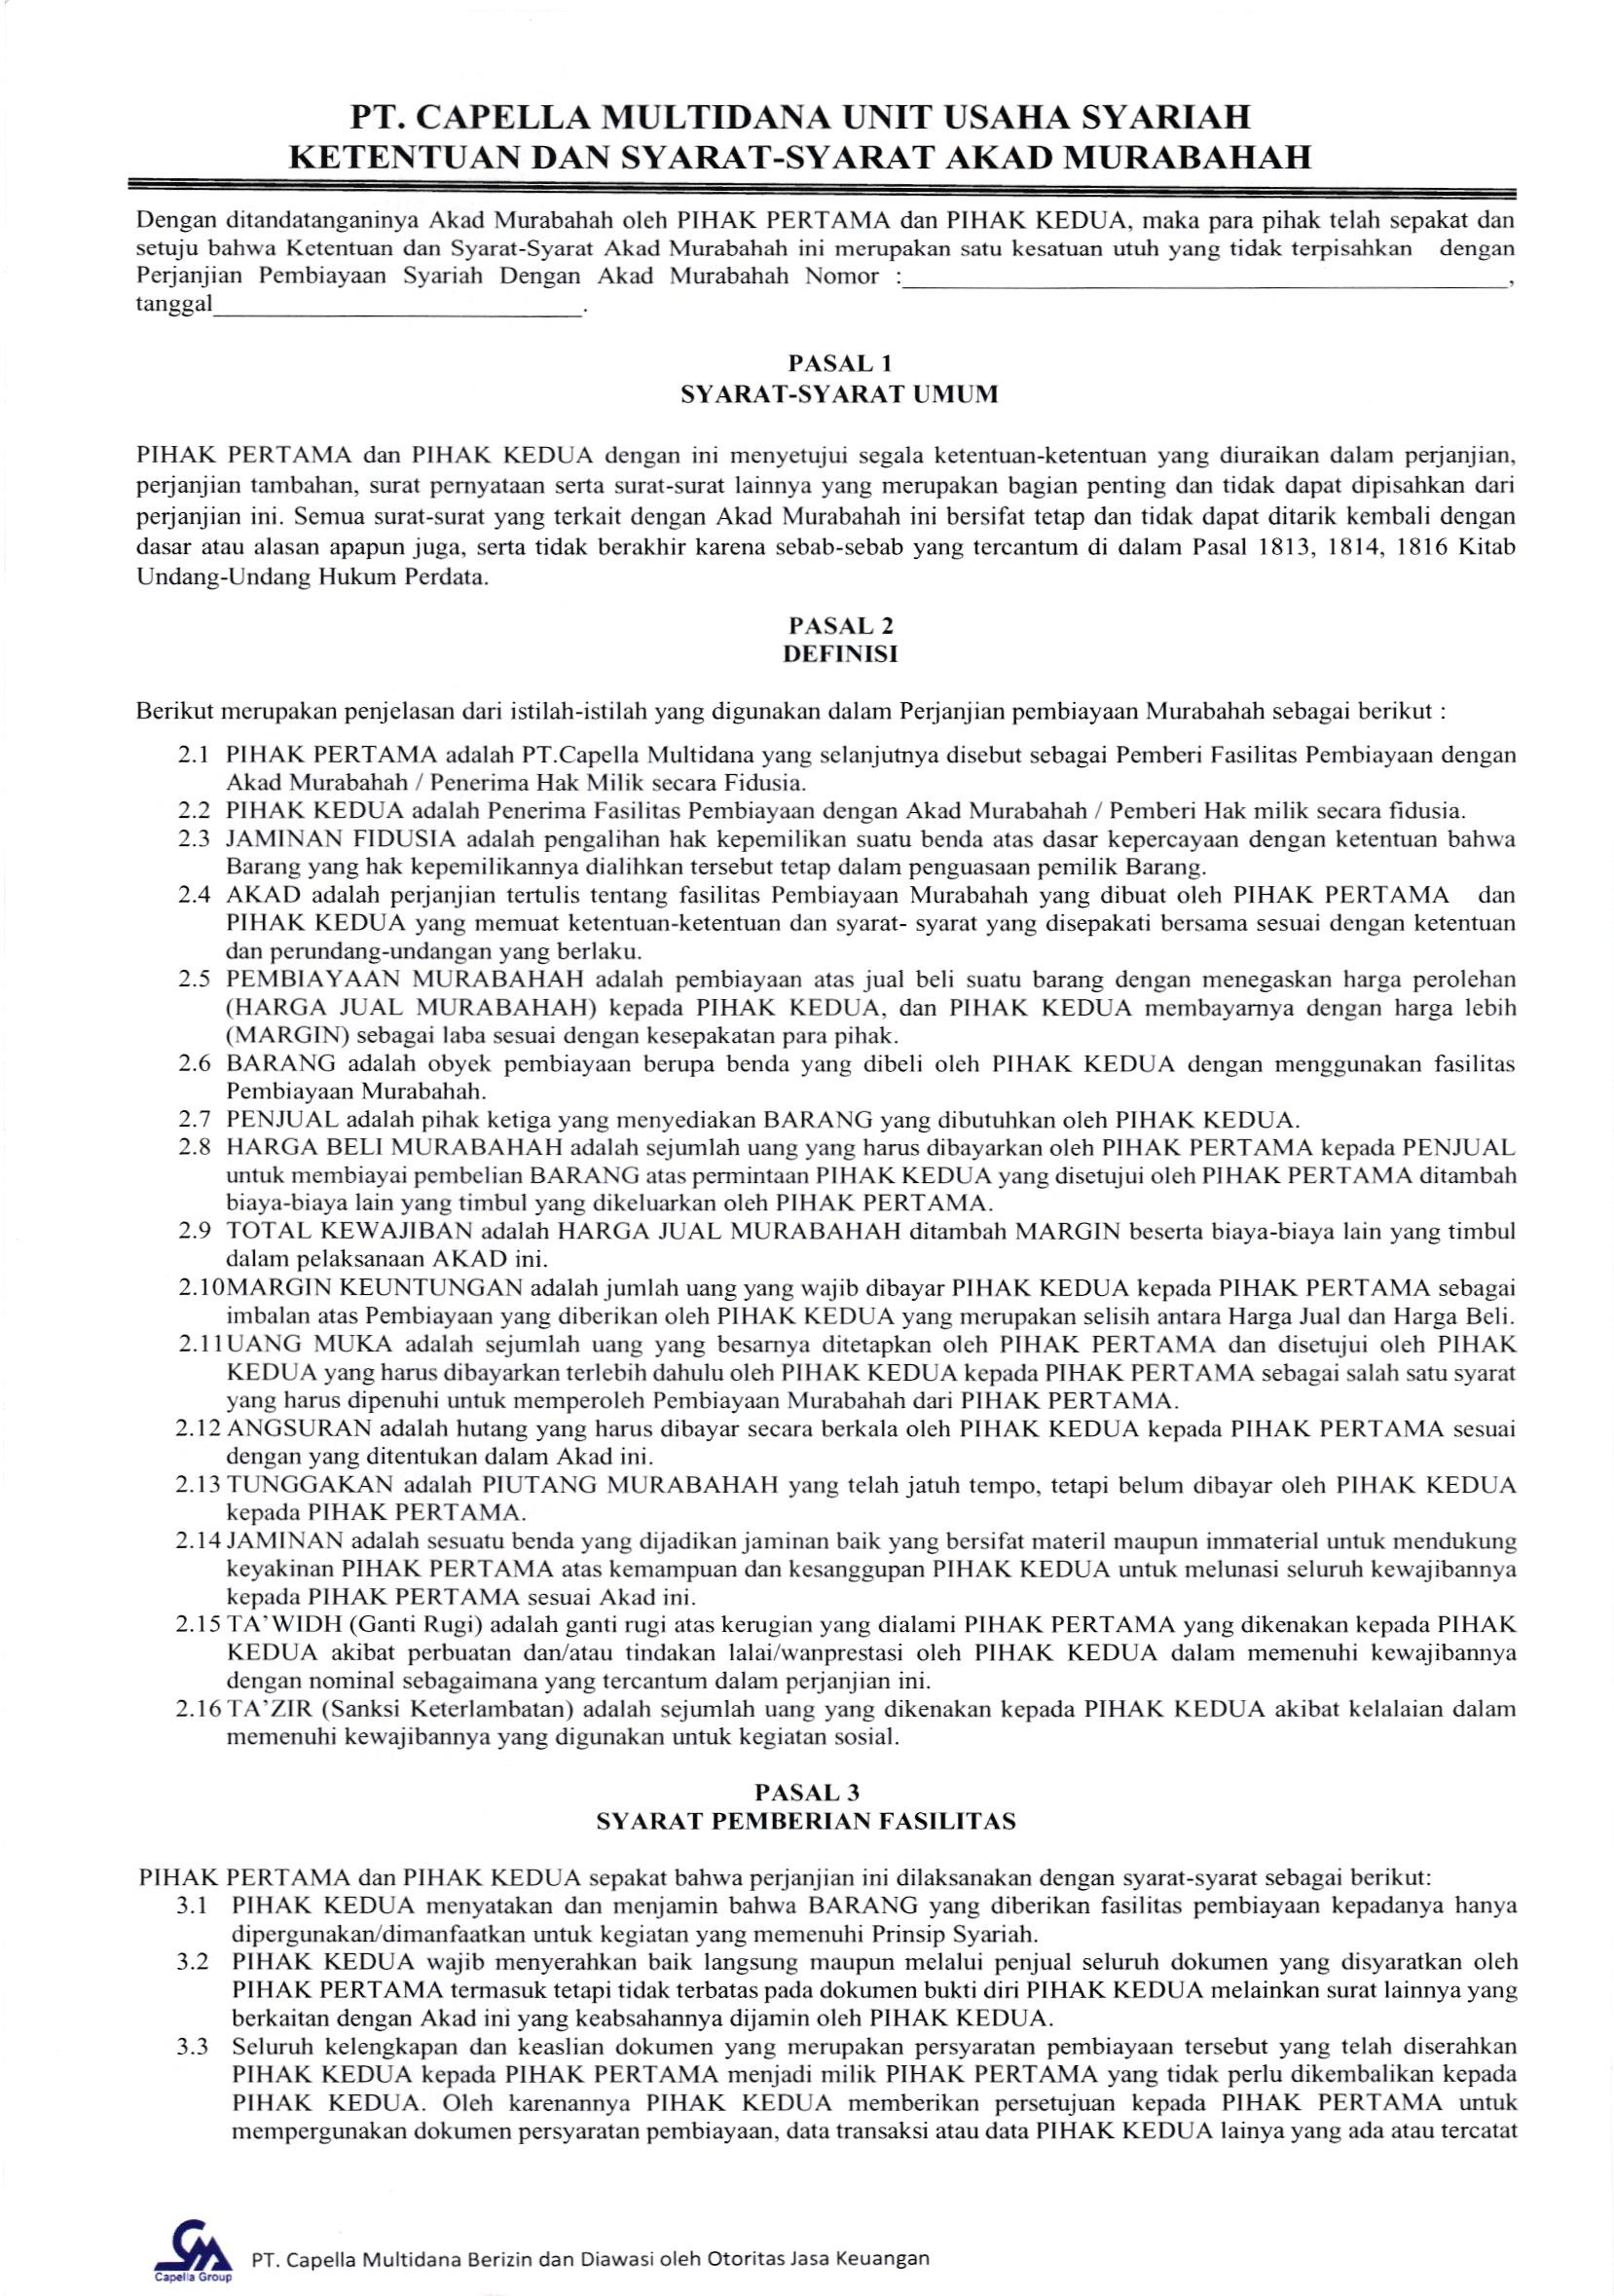 PT. CAPELLA MULTIDANA UNIT USAHA SYARIAH
KETENTUAN DAN SYARAT-SYARAT AKAD MURABAHAH
Dengan ditandatanganinya Akad Murabahah oleh PIHAK PERTAMA dan PIHAK KEDUA, maka para pihak telah sepakat dan
setuju bahwa Ketentuan dan Syarat-Syarat Akad Murabahah ini merupakan satu kesatuan utuh yang tidak terpisahkan dengan
Perjanjian Pembiayaan Syariah Dengan Akad Murabahah Nomor :_______________,
tanggal_______________.
PASAL 1
SYARAT-SYARAT UMUM
PIHAK PERTAMA dan PIHAK KEDUA dengan ini menyetujui segala ketentuan-ketentuan yang diuraikan dalam perjanjian,
perjanjian tambahan, surat pernyataan serta surat-surat lainnya yang merupakan bagian penting dan tidak dapat dipisahkan dari
perjanjian ini. Semua surat-surat yang terkait dengan Akad Murabahah ini bersifat tetap dan tidak dapat ditarik kembali dengan
dasar atau alasan apapun juga, serta tidak berakhir karena sebab-sebab yang tercantum di dalam Pasal 1813, 1814, 1816 Kitab
Undang-Undang Hukum Perdata.
PASAL 2
DEFINISI
Berikut merupakan penjelasan dari istilah-istilah yang digunakan dalam Perjanjian pembiayaan Murabahah sebagai berikut :
2.1 PIHAK PERTAMA adalah PT.Capella Multidana yang selanjutnya disebut sebagai Pemberi Fasilitas Pembiayaan dengan
Akad Murabahah / Penerima Hak Milik secara Fidusia.
2.2 PIHAK KEDUA adalah Penerima Fasilitas Pembiayaan dengan Akad Murabahah / Pemberi Hak milik secara fidusia.
2.3 JAMINAN FIDUSIA adalah pengalihan hak kepemilikan suatu benda atas dasar kepercayaan dengan ketentuan bahwa
Barang yang hak kepemilikannya dialihkan tersebut tetap dalam penguasaan pemilik Barang.
2.4 AKAD adalah perjanjian tertulis tentang fasilitas Pembiayaan Murabahah yang dibuat oleh PIHAK PERTAMA dan
PIHAK KEDUA yang memuat ketentuan-ketentuan dan syarat- syarat yang disepakati bersama sesuai dengan ketentuan
dan perundang-undangan yang berlaku.
2.5 PEMBIAYAAN MURABAHAH adalah pembiayaan atas jual beli suatu barang dengan menegaskan harga perolehan
(HARGA JUAL MURABAHAH) kepada PIHAK KEDUA, dan PIHAK KEDUA membayarnya dengan harga lebih
(MARGIN) sebagai laba sesuai dengan kesepakatan para pihak.
2.6 BARANG adalah obyek pembiayaan berupa benda yang dibeli oleh PIHAK KEDUA dengan menggunakan fasilitas
Pembiayaan Murabahah.
2.7 PENJUAL adalah pihak ketiga yang menyediakan BARANG yang dibutuhkan oleh PIHAK KEDUA.
2.8 HARGA BELI MURABAHAH adalah sejumlah uang yang harus dibayarkan oleh PIHAK PERTAMA kepada PENJUAL
untuk membiayai pembelian BARANG atas permintaan PIHAK KEDUA yang disetujui oleh PIHAK PERTAMA ditambah
biaya-biaya lain yang timbul yang dikeluarkan oleh PIHAK PERTAMA.
2.9 TOTAL KEWAJIBAN adalah HARGA JUAL MURABAHAH ditambah MARGIN beserta biaya-biaya lain yang timbul
dalam pelaksanaan AKAD ini.
2.10MARGIN KEUNTUNGAN adalah jumlah uang yang wajib dibayar PIHAK KEDUA kepada PIHAK PERTAMA sebagai
imbalan atas Pembiayaan yang diberikan oleh PIHAK KEDUA yang merupakan selisih antara Harga Jual dan Harga Beli.
2.11UANG MUKA adalah sejumlah uang yang besarnya ditetapkan oleh PIHAK PERTAMA dan disetujui oleh PIHAK
KEDUA yang harus dibayarkan terlebih dahulu oleh PIHAK KEDUA kepada PIHAK PERTAMA sebagai salah satu syarat
yang harus dipenuhi untuk memperoleh Pembiayaan Murabahah dari PIHAK PERTAMA.
2.12 ANGSURAN adalah hutang yang harus dibayar secara berkala oleh PIHAK KEDUA kepada PIHAK PERTAMA sesuai
dengan yang ditentukan dalam Akad ini.
2.13 TUNGGAKAN adalah PIUTANG MURABAHAH yang telah jatuh tempo, tetapi belum dibayar oleh PIHAK KEDUA
kepada PIHAK PERTAMA.
2.14 JAMINAN adalah sesuatu benda yang dijadikan jaminan baik yang bersifat materil maupun immaterial untuk mendukung
keyakinan PIHAK PERTAMA atas kemampuan dan kesanggupan PIHAK KEDUA untuk melunasi seluruh kewajibannya
kepada PIHAK PERTAMA sesuai Akad ini.
2.15 TA'WIDH (Ganti Rugi) adalah ganti rugi atas kerugian yang dialami PIHAK PERTAMA yang dikenakan kepada PIHAK
KEDUA akibat perbuatan dan/atau tindakan lalai/wanprestasi oleh PIHAK KEDUA dalam memenuhi kewajibannya
dengan nominal sebagaimana yang tercantum dalam perjanjian ini.
2.16 TA'ZIR (Sanksi Keterlambatan) adalah sejumlah uang yang dikenakan kepada PIHAK KEDUA akibat kelalaian dalam
memenuhi kewajibannya yang digunakan untuk kegiatan sosial.
PASAL 3
SYARAT PEMBERIAN FASILITAS
PIHAK PERTAMA dan PIHAK KEDUA sepakat bahwa perjanjian ini dilaksanakan dengan syarat-syarat sebagai berikut:
3.1 PIHAK KEDUA menyatakan dan menjamin bahwa BARANG yang diberikan fasilitas pembiayaan kepadanya hanya
dipergunakan/dimanfaatkan untuk kegiatan yang memenuhi Prinsip Syariah.
3.2 PIHAK KEDUA wajib menyerahkan baik langsung maupun melalui penjual seluruh dokumen yang disyaratkan oleh
PIHAK PERTAMA termasuk tetapi tidak terbatas pada dokumen bukti diri PIHAK KEDUA melainkan surat lainnya yang
berkaitan dengan Akad ini yang keabsahannya dijamin oleh PIHAK KEDUA.
3.3 Seluruh kelengkapan dan keaslian dokumen yang merupakan persyaratan pembiayaan tersebut yang telah diserahkan
PIHAK KEDUA kepada PIHAK PERTAMA menjadi milik PIHAK PERTAMA yang tidak perlu dikembalikan kepada
PIHAK KEDUA. Oleh karenannya PIHAK KEDUA memberikan persetujuan kepada PIHAK PERTAMA untuk
mempergunakan dokumen persyaratan pembiayaan, data transaksi atau data PIHAK KEDUA lainya yang ada atau tercatat
Capella Group
PT. Capella Multidana Berizin dan Diawasi oleh Otoritas Jasa Keuangan